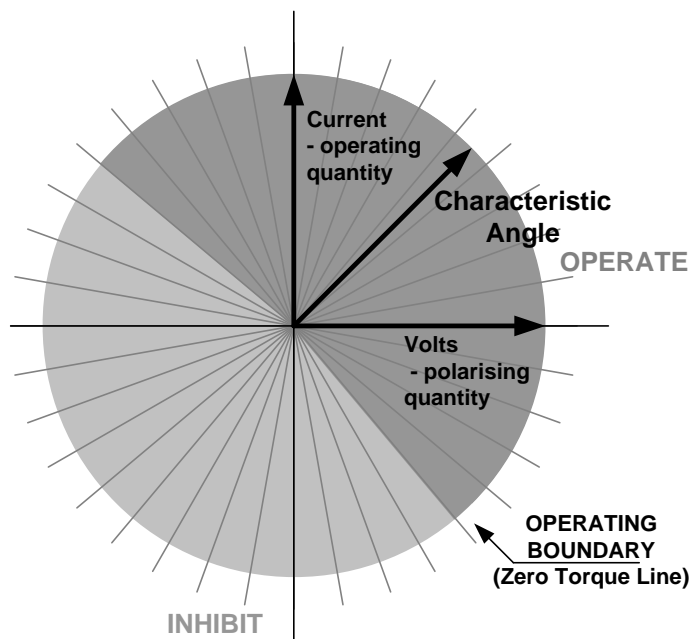 Current
- operating
quantity
Characteristic
Angle
OPERATE
Volts
- polarising
quantity
OPERATING
BOUNDARY
(Zero Torque Line)
INHIBIT